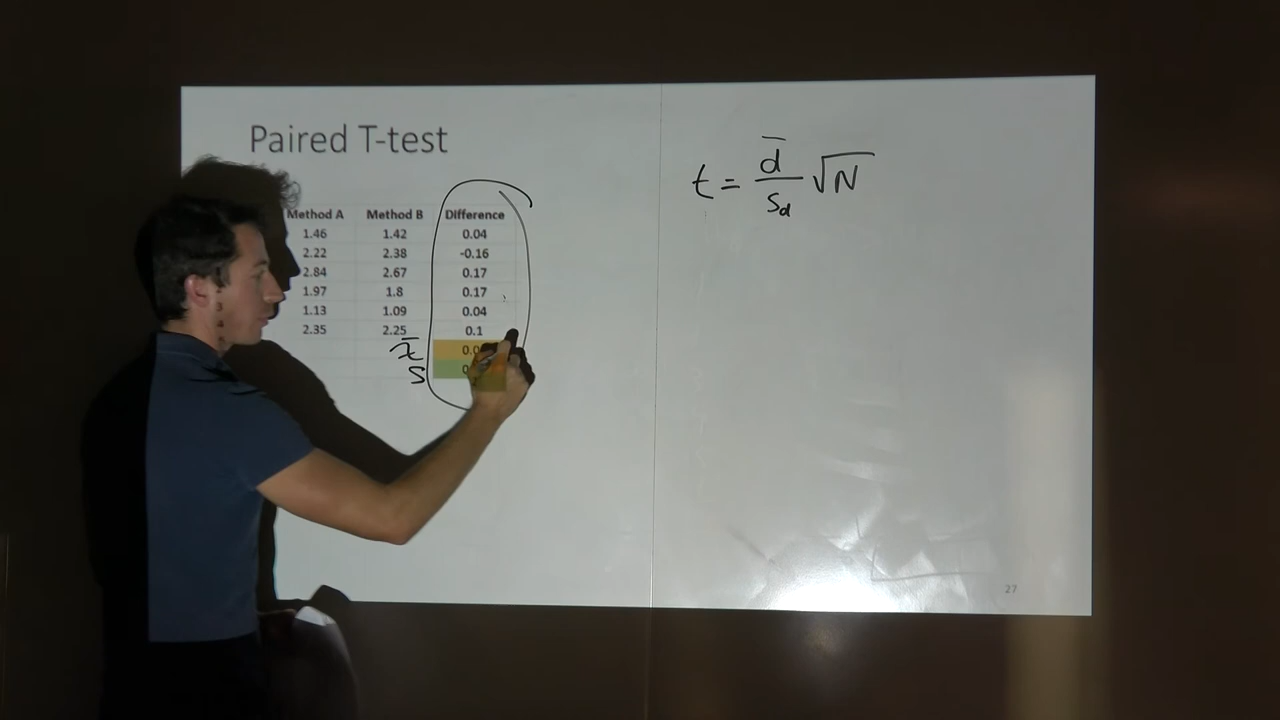 Paired T-test
t = d̄ / s_d √N
Method A Method B Difference
1.46 1.42 0.04
2.22 2.38 -0.16
2.84 2.67 0.17
1.97 1.8 0.17
1.13 1.09 0.04
2.35 2.25 0.1
x̄
s
27